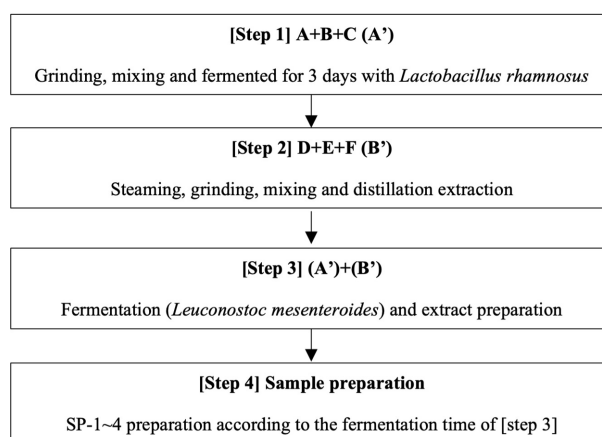 [Step 1] A+B+C (A’)
Grinding, mixing and fermented for 3 days with Lactobacillus rhamnosus
[Step 2] D+E+F (B’)
Steaming, grinding, mixing and distillation extraction
[Step 3] (A’)+(B’)
Fermentation (Leuconostoc mesenteroides) and extract preparation
[Step 4] Sample preparation
SP-1~4 preparation according to the fermentation time of [step 3]